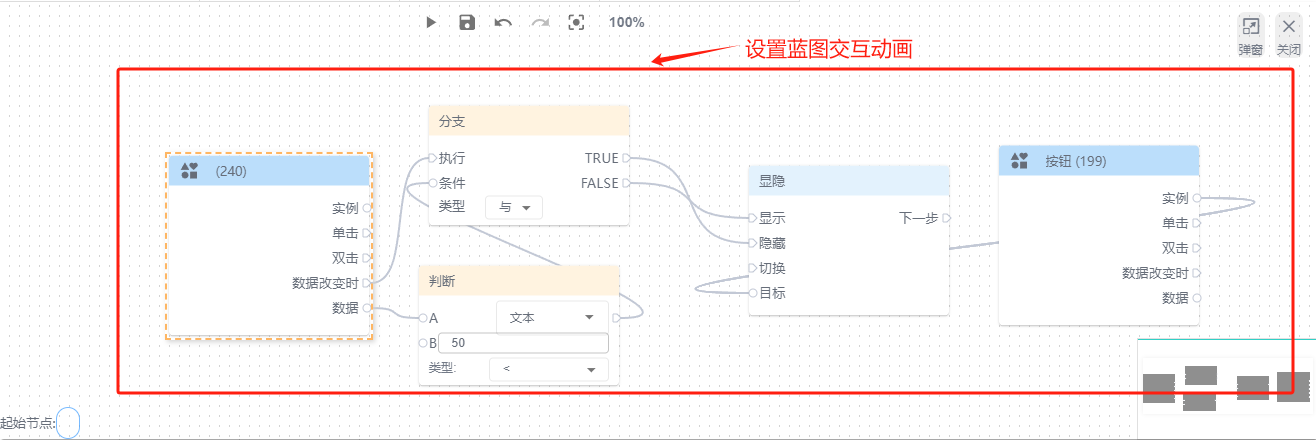 100%
弹窗
关闭
设置蓝图交互动画
(240)
实例
单击
双击
数据改变时
数据
分支
执行
TRUE
条件
FALSE
类型
与
判断
A
文本
B
50
类型:
<
显隐
显示
下一步
隐藏
切换
目标
按钮 (199)
实例
单击
双击
数据改变时
数据
起始节点: